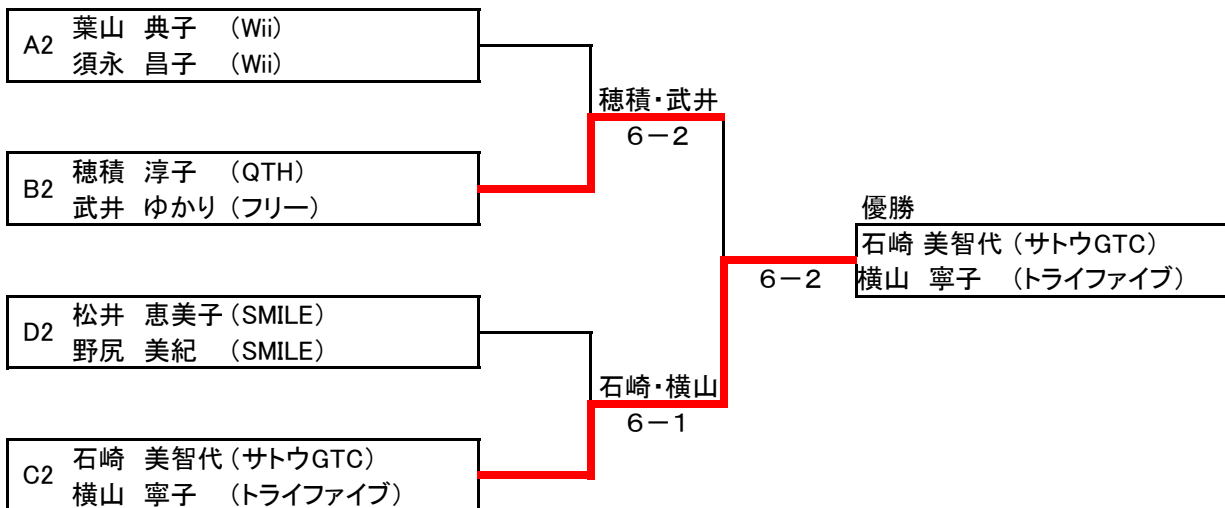 A2
葉山 典子 (Wii)
須永 昌子 (Wii)
穂積・武井
6-2
B2
穂積 淳子 (QTH)
武井 ゆかり (フリー)
優勝
石崎 美智代 (サトウGTC)
横山 寧子 (トライファイブ)
6-2
D2
松井 恵美子 (SMILE)
野尻 美紀 (SMILE)
石崎・横山
6-1
C2
石崎 美智代 (サトウGTC)
横山 寧子 (トライファイブ)